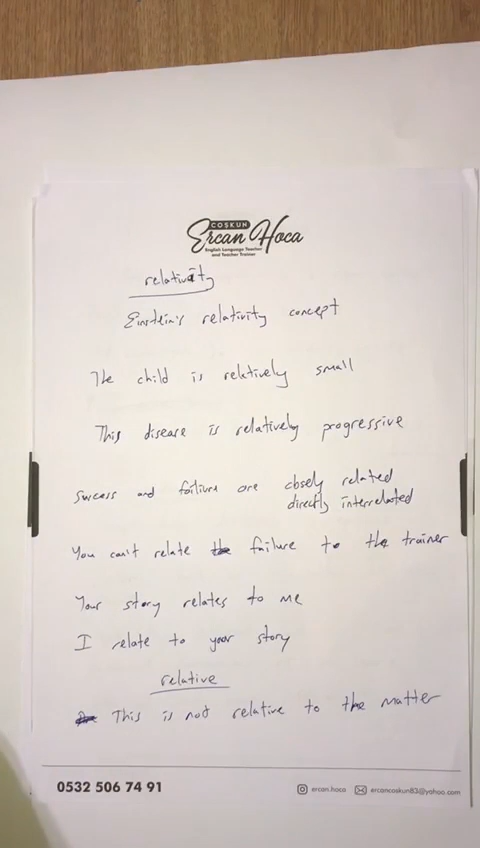 COŞKUN
Ercan Hoca
English Language Teacher
and Teacher Trainer
relativity
Einstein's relativity concept
The child is relatively small
This disease is relatively progressive
Success and failure are closely related
directly interrelated
You can't relate failure to the trainer
Your story relates to me
I relate to your story
relative
This is not relative to the matter
0532 506 74 91 ercan.hoca ercancoskun83@yahoo.com